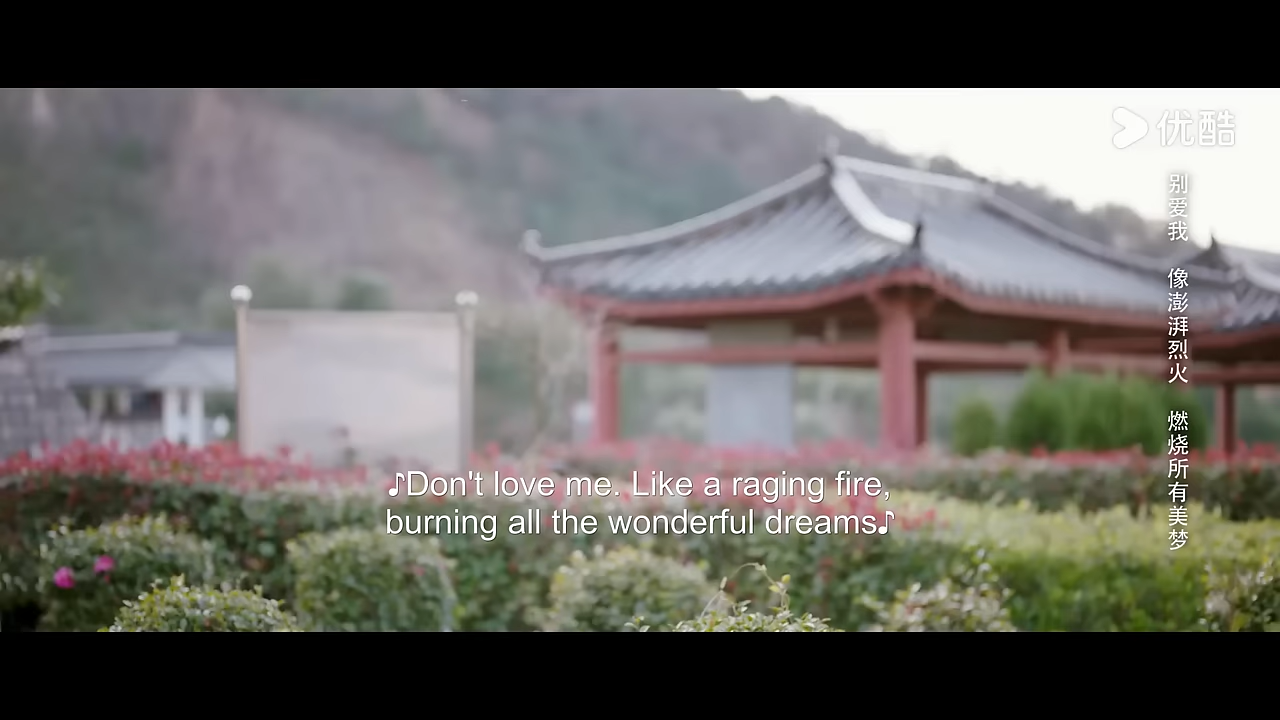 优酷
别爱我 像澎湃烈火 燃烧所有美梦
♪Don't love me. Like a raging fire,
burning all the wonderful dreams♪